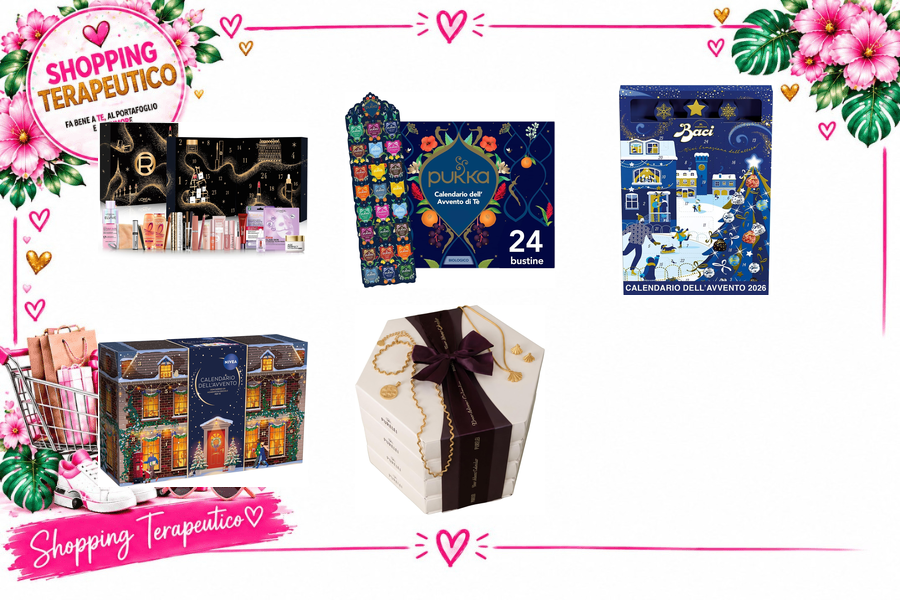 SHOPPING
TERAPEUTICO
FA BENE A TE, AL PORTAFOGLIO
E
pukka
Calendario dell'
Avvento di Tè
24
bustine
BIOLOGICO
Baci
CALENDARIO DELL'AVVENTO 2026
NIVEA
CALENDARIO
DELL'AVVENTO
Shopping Terapeutico